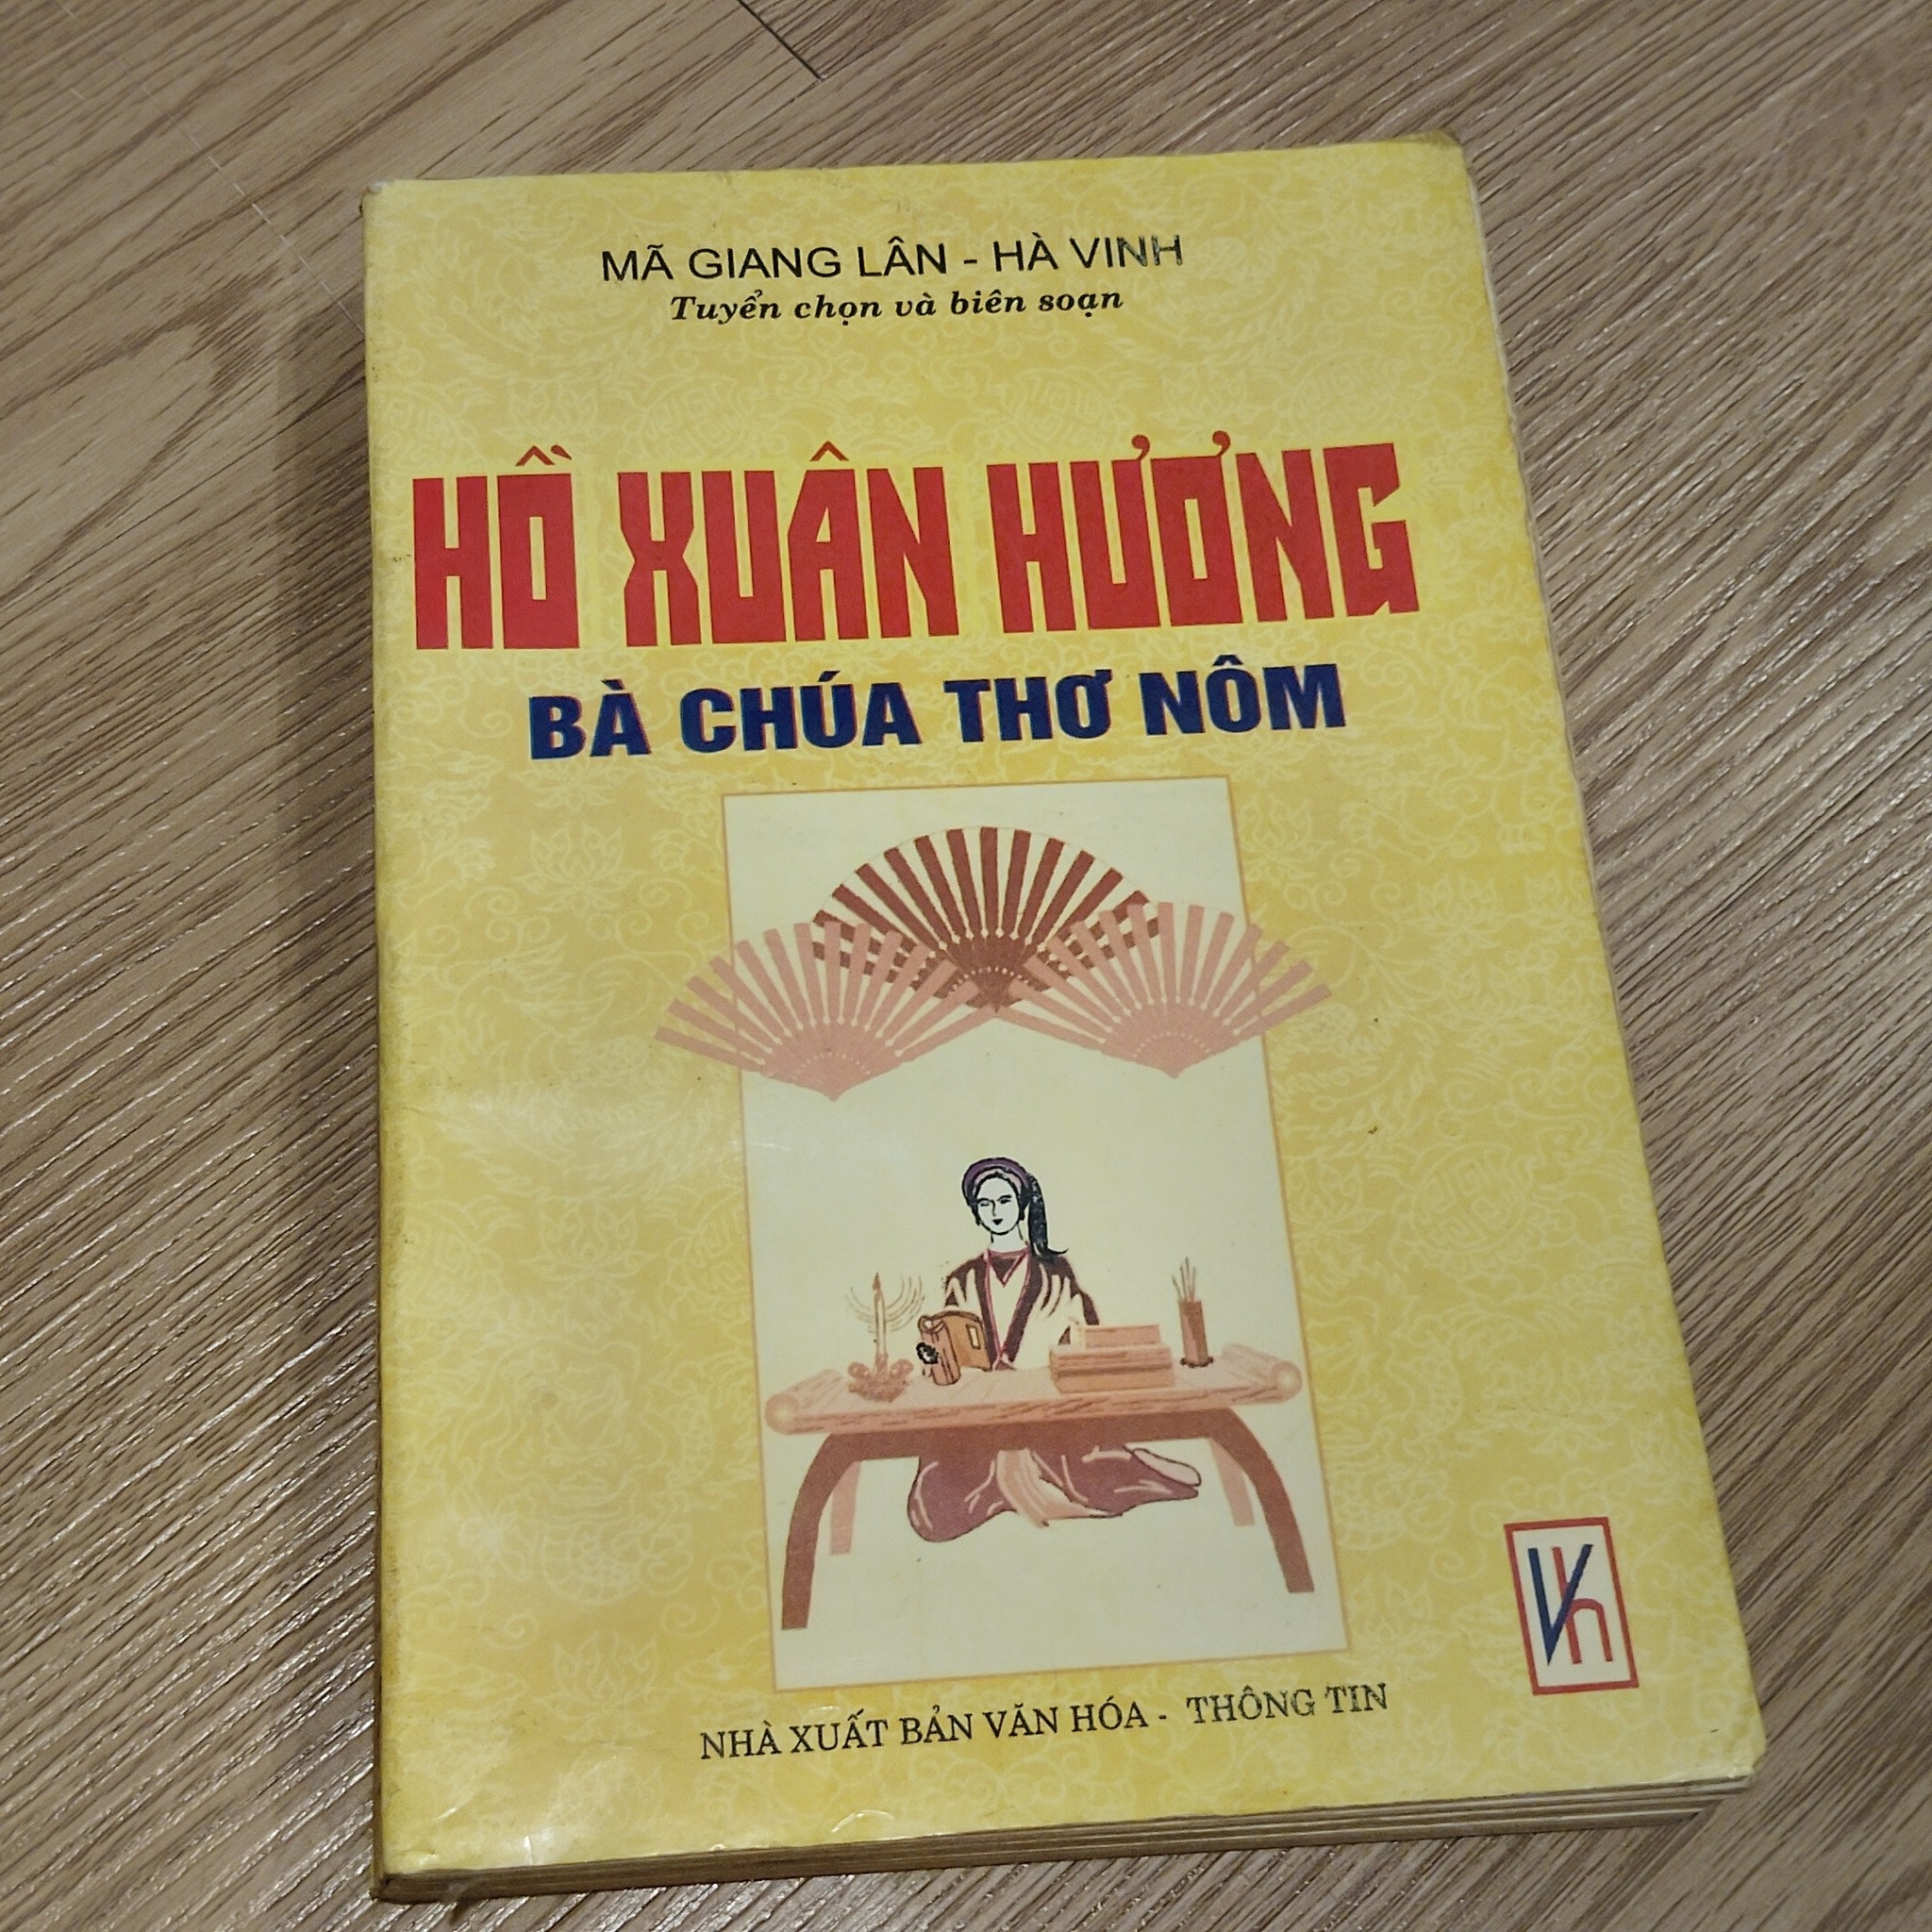 MÃ GIANG LÂN - HÀ VINH
Tuyển chọn và biên soạn
HỒ XUÂN HƯƠNG
BÀ CHÚA THƠ NÔM
Vh
NHÀ XUẤT BẢN VĂN HÓA - THÔNG TIN